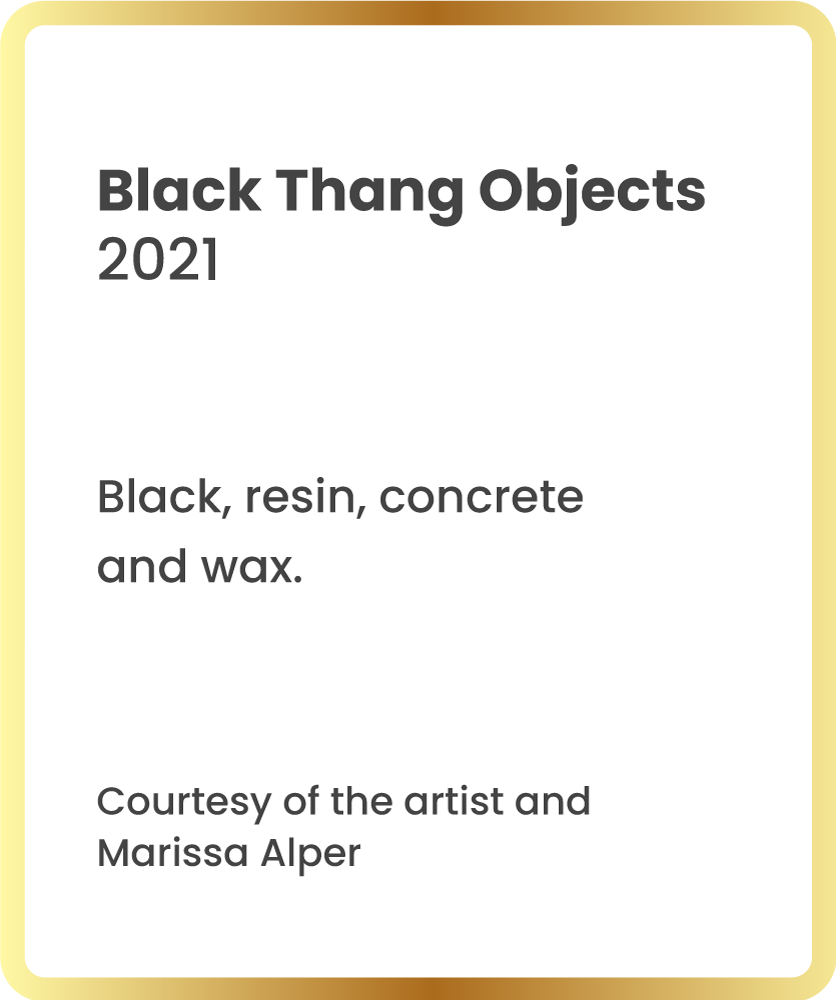 Black Thang Objects
2021
Black, resin, concrete
and wax.
Courtesy of the artist and
Marissa Alper